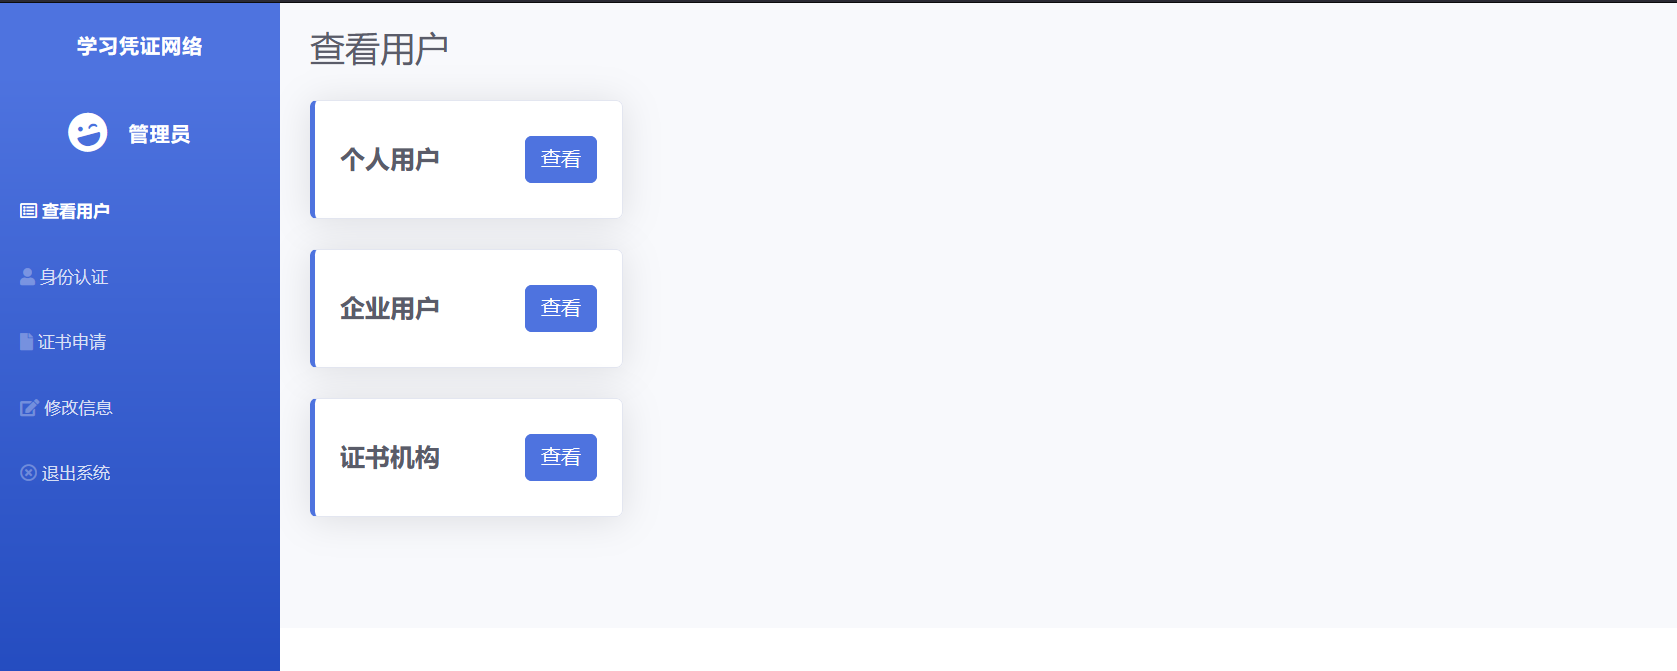 学习凭证网络
管理员
查看用户
身份认证
证书申请
修改信息
退出系统
查看用户
个人用户
查看
企业用户
查看
证书机构
查看